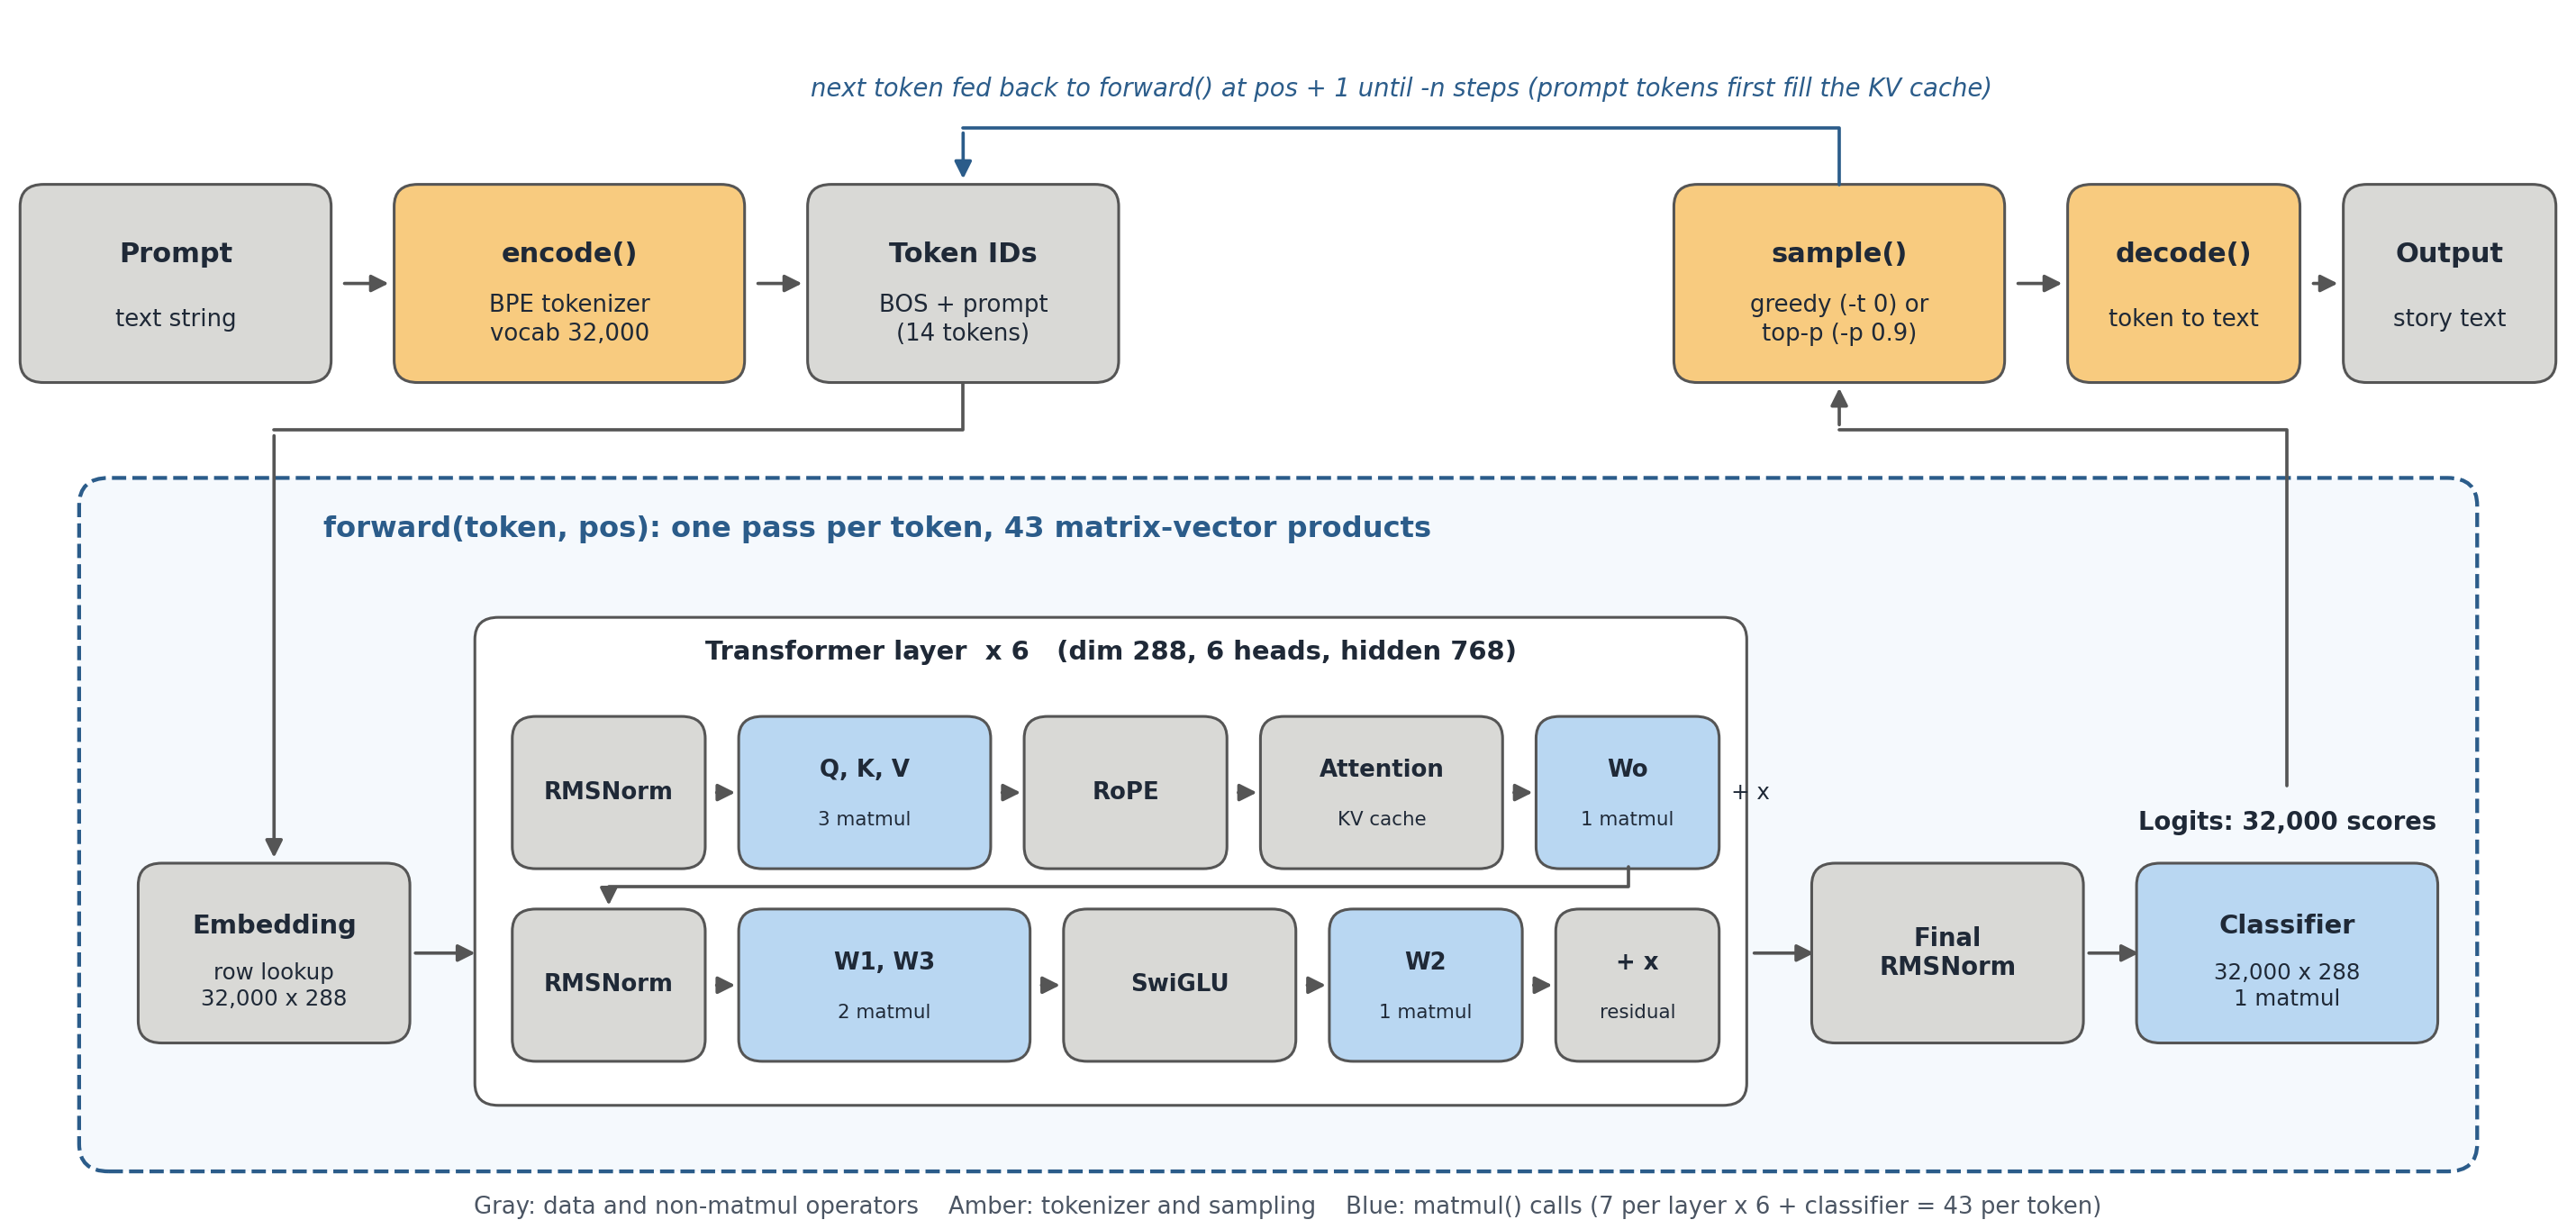 next token fed back to forward() at pos + 1 until -n steps (prompt tokens first fill the KV cache)
Prompt
text string
encode()
BPE tokenizer
vocab 32,000
Token IDs
BOS + prompt
(14 tokens)
sample()
greedy (-t 0) or
top-p (-p 0.9)
decode()
token to text
Output
story text
forward(token, pos): one pass per token, 43 matrix-vector products
Transformer layer  x 6   (dim 288, 6 heads, hidden 768)
RMSNorm
Q, K, V
3 matmul
RoPE
Attention
KV cache
Wo
1 matmul
+ x
RMSNorm
W1, W3
2 matmul
SwiGLU
W2
1 matmul
+ x
residual
Embedding
row lookup
32,000 x 288
Final
RMSNorm
Logits: 32,000 scores
Classifier
32,000 x 288
1 matmul
Gray: data and non-matmul operators    Amber: tokenizer and sampling    Blue: matmul() calls (7 per layer x 6 + classifier = 43 per token)